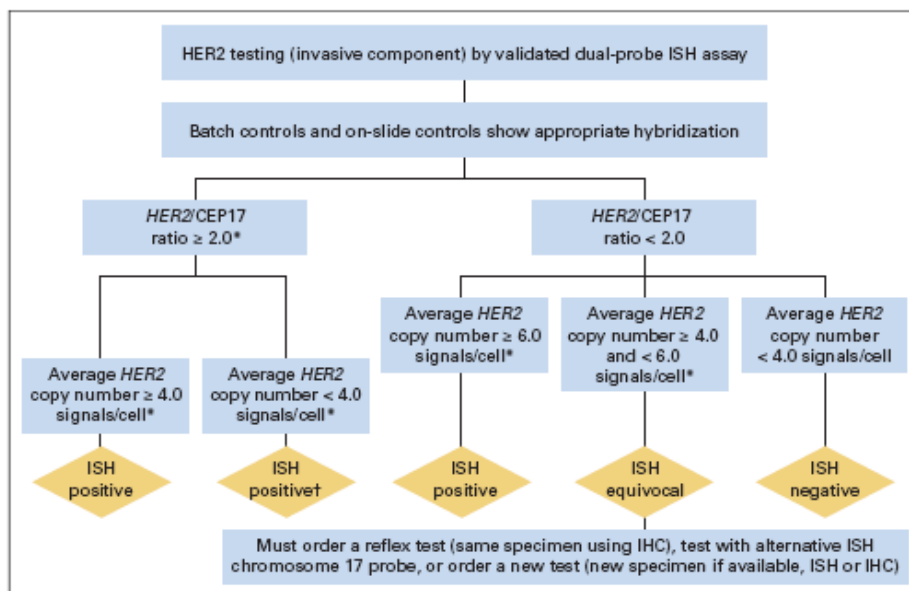 HER2 testing (invasive component) by validated dual-probe ISH assay
Batch controls and on-slide controls show appropriate hybridization
HER2/CEP17
ratio ≥ 2.0*
HER2/CEP17
ratio < 2.0
Average HER2
copy number ≥ 4.0
signals/cell*
Average HER2
copy number < 4.0
signals/cell*
Average HER2
copy number ≥ 6.0
signals/cell*
Average HER2
copy number ≥ 4.0
and < 6.0
signals/cell*
Average HER2
copy number
< 4.0 signals/cell
ISH
positive
ISH
positive†
ISH
positive
ISH
equivocal
ISH
negative
Must order a reflex test (same specimen using IHC), test with alternative ISH
chromosome 17 probe, or order a new test (new specimen if available, ISH or IHC)